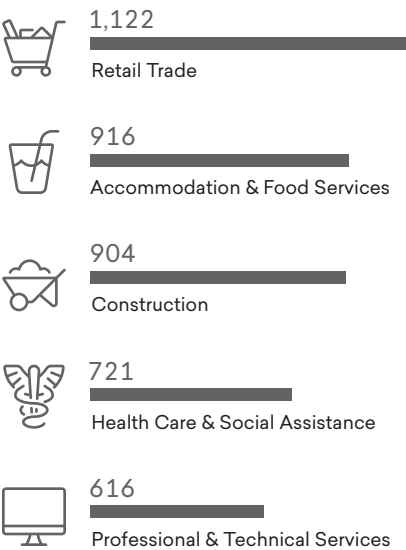 1,122
Retail Trade
916
Accommodation & Food Services
904
Construction
721
Health Care & Social Assistance
616
Professional & Technical Services